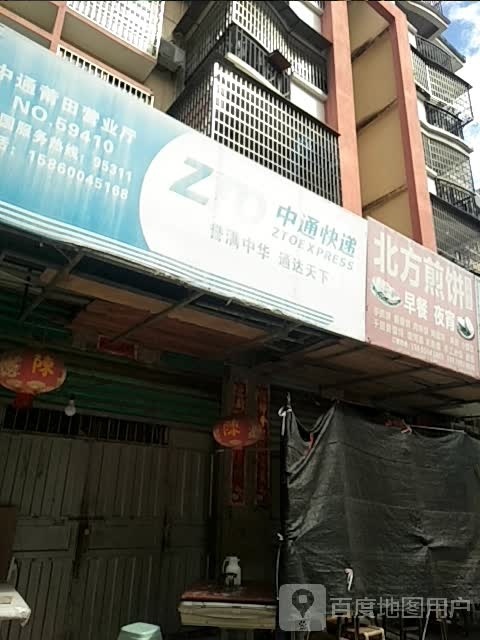 中通莆田营业厅
NO:59410
国服务热线:95311
话:15860045168
ZTO 中通快递
ZTOEXPRESS
誉满中华 通达天下
北方煎饼
早餐 夜宵
陈
陈
百度地图用户